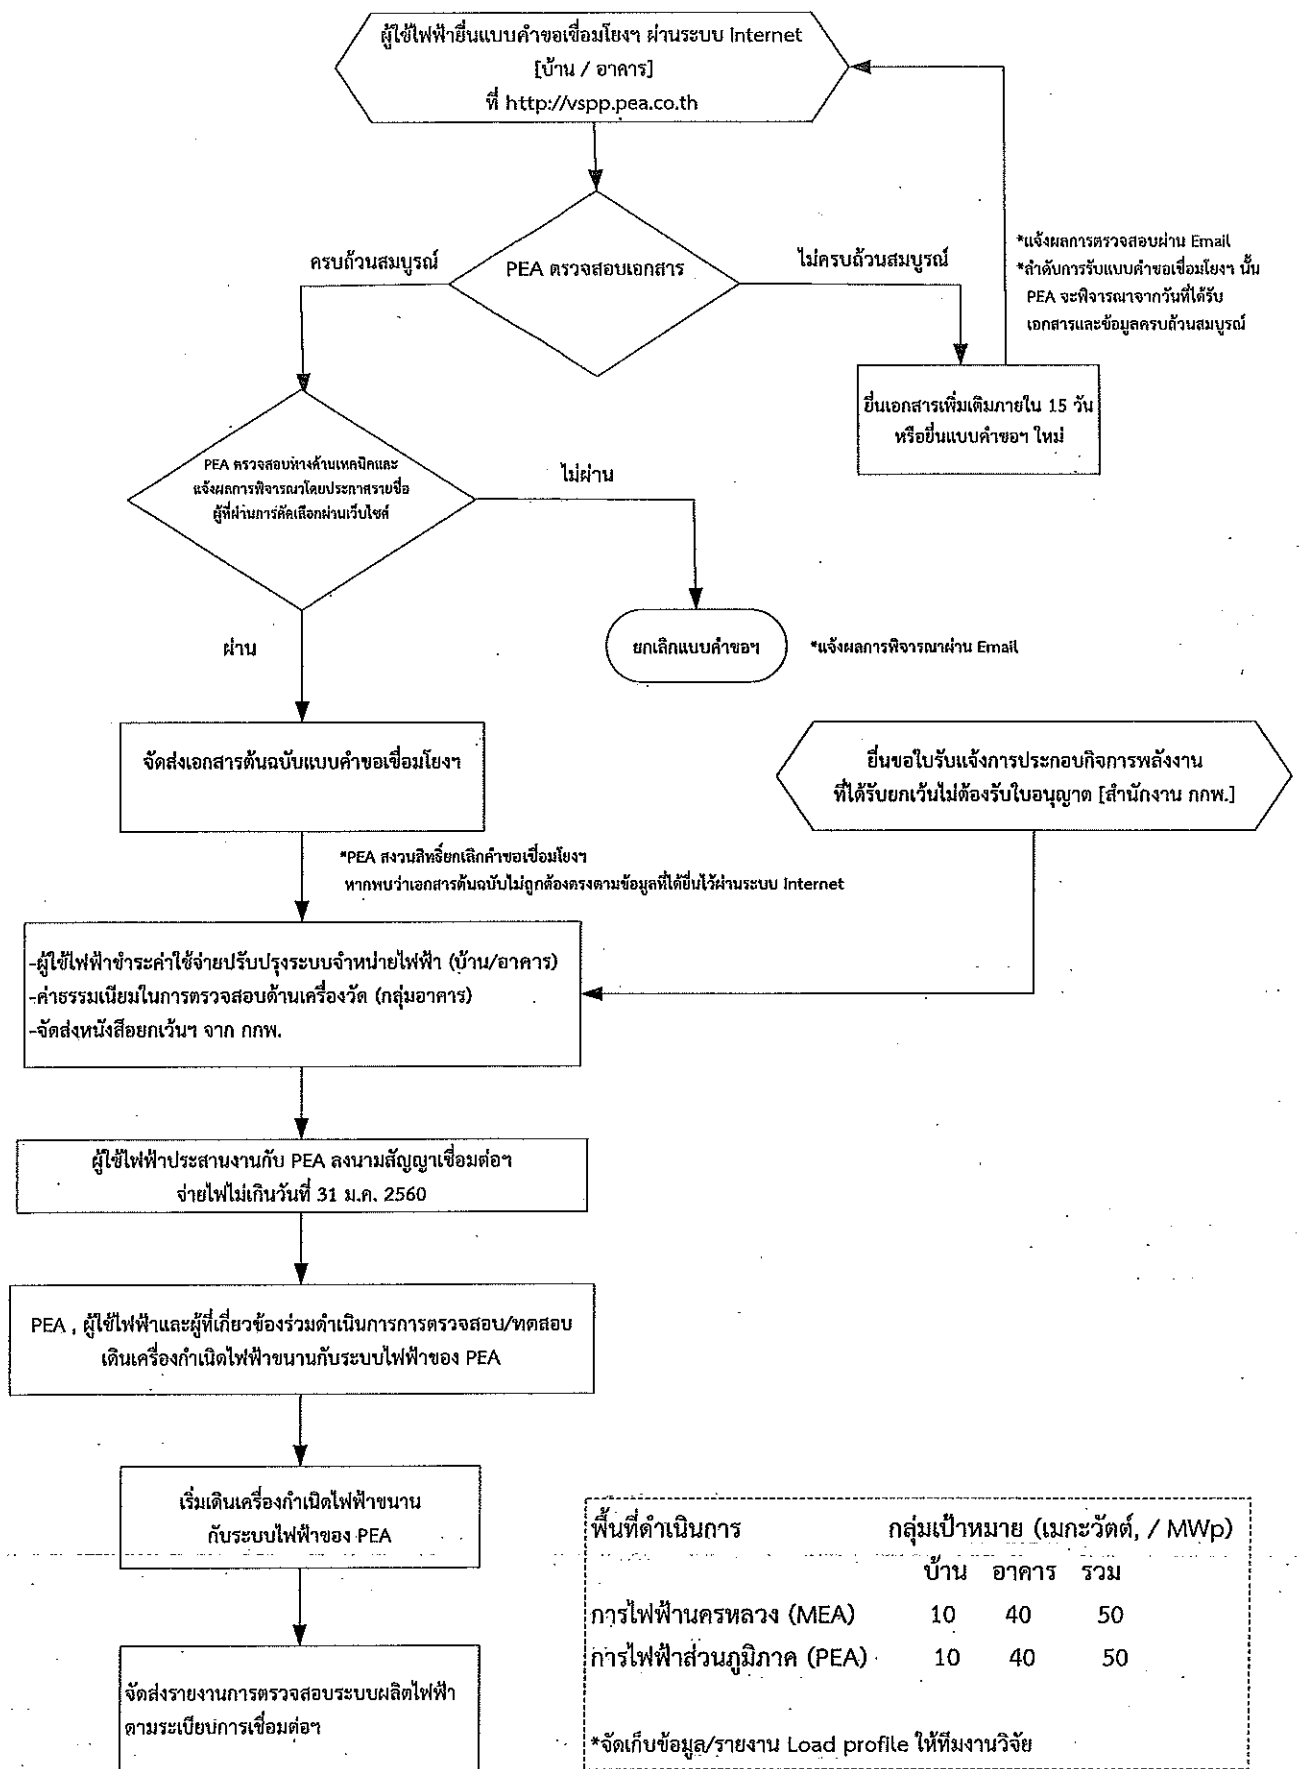 ผู้ใช้ไฟฟ้ายื่นแบบคำขอเชื่อมโยงฯ ผ่านระบบ Internet
[บ้าน / อาคาร]
ที่ http://vspp.pea.co.th
PEA ตรวจสอบเอกสาร
ครบถ้วนสมบูรณ์
ไม่ครบถ้วนสมบูรณ์
*แจ้งผลการตรวจสอบผ่าน Email
*ลำดับการรับแบบคำขอเชื่อมโยงฯ นั้น
PEA จะพิจารณาจากวันที่ได้รับ
เอกสารและข้อมูลครบถ้วนสมบูรณ์
ยื่นเอกสารเพิ่มเติมภายใน 15 วัน
หรือยื่นแบบคำขอฯ ใหม่
PEA ตรวจสอบทางด้านเทคนิคและ
แจ้งผลการพิจารณาโดยประกาศรายชื่อ
ผู้ที่ผ่านการคัดเลือกผ่านเว็บไซต์
ไม่ผ่าน
ผ่าน
ยกเลิกแบบคำขอฯ
*แจ้งผลการพิจารณาผ่าน Email
จัดส่งเอกสารต้นฉบับแบบคำขอเชื่อมโยงฯ
ยื่นขอใบรับแจ้งการประกอบกิจการพลังงาน
ที่ได้รับยกเว้นไม่ต้องรับใบอนุญาต [สำนักงาน กกพ.]
*PEA สงวนสิทธิ์ยกเลิกคำขอเชื่อมโยงฯ
หากพบว่าเอกสารต้นฉบับไม่ถูกต้องตรงตามข้อมูลที่ได้ยื่นไว้ผ่านระบบ Internet
-ผู้ใช้ไฟฟ้าชำระค่าใช้จ่ายปรับปรุงระบบจำหน่ายไฟฟ้า (บ้าน/อาคาร)
-ค่าธรรมเนียมในการตรวจสอบด้านเครื่องวัด (กลุ่มอาคาร)
-จัดส่งหนังสือยกเว้นฯ จาก กกพ.
ผู้ใช้ไฟฟ้าประสานงานกับ PEA ลงนามสัญญาเชื่อมต่อฯ
จ่ายไฟไม่เกินวันที่ 31 ม.ค. 2560
PEA , ผู้ใช้ไฟฟ้าและผู้ที่เกี่ยวข้องร่วมดำเนินการการตรวจสอบ/ทดสอบ
เดินเครื่องกำเนิดไฟฟ้าขนานกับระบบไฟฟ้าของ PEA
เริ่มเดินเครื่องกำเนิดไฟฟ้าขนาน
กับระบบไฟฟ้าของ PEA
จัดส่งรายงานการตรวจสอบระบบผลิตไฟฟ้า
ตามระเบียบการเชื่อมต่อฯ
พื้นที่ดำเนินการ กลุ่มเป้าหมาย (เมกะวัตต์, / MWp)
บ้าน อาคาร รวม
การไฟฟ้านครหลวง (MEA) 10 40 50
การไฟฟ้าส่วนภูมิภาค (PEA) 10 40 50
*จัดเก็บข้อมูล/รายงาน Load profile ให้ทีมงานวิจัย